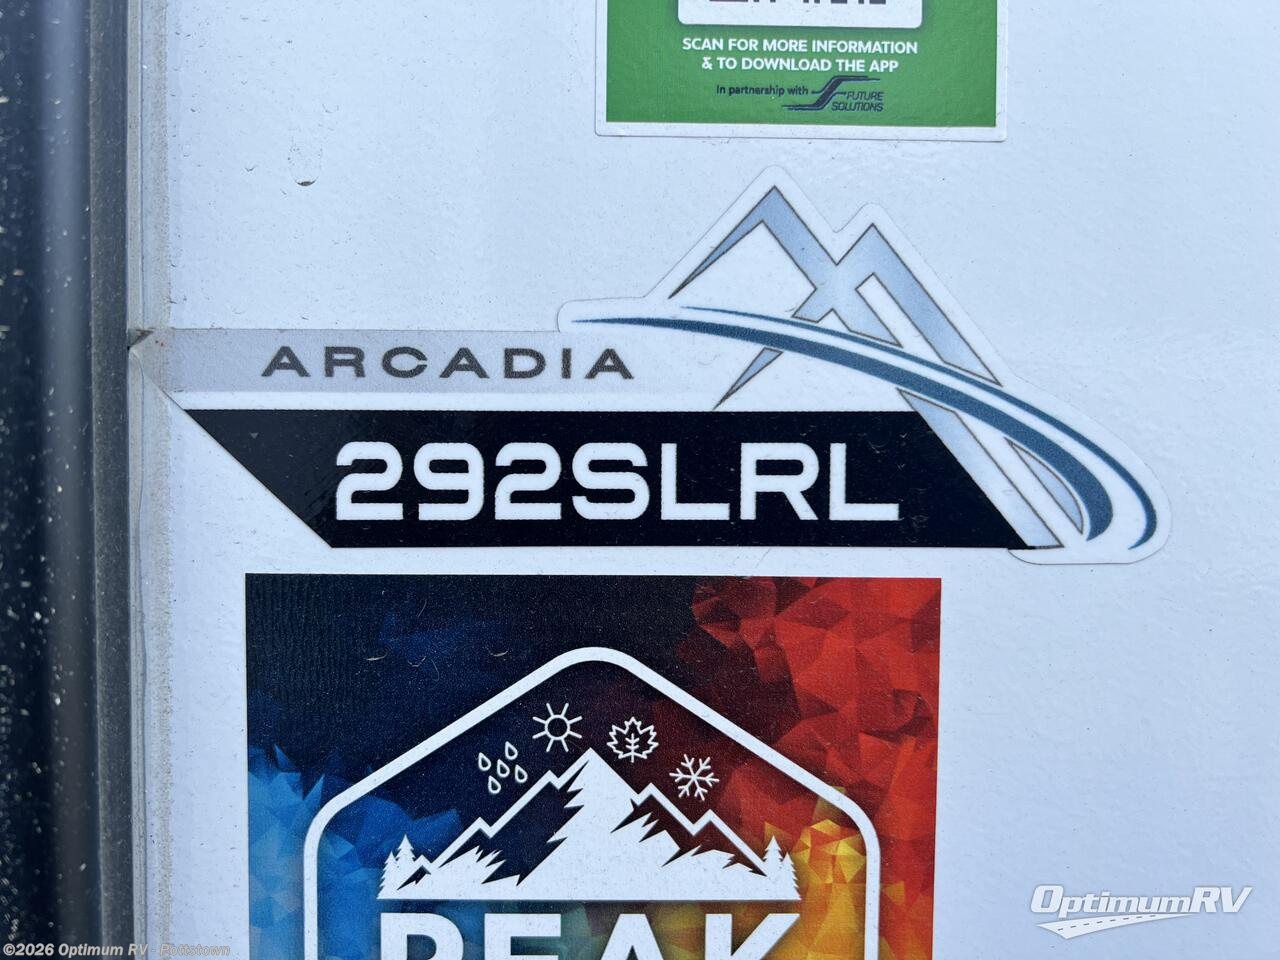 SCAN FOR MORE INFORMATION
& TO DOWNLOAD THE APP
In partnership with FUTURE
SOLUTIONS
ARCADIA
292SLRL
PEAK
OptimumRV
©2026 Optimum RV - Pottstown